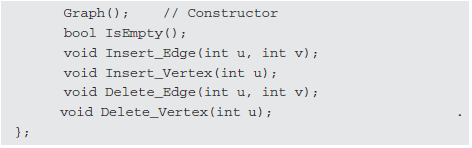 Graph();    // Constructor
bool IsEmpty();
void Insert_Edge(int u, int v);
void Insert_Vertex(int u);
void Delete_Edge(int u, int v);
void Delete_Vertex(int u); .
};